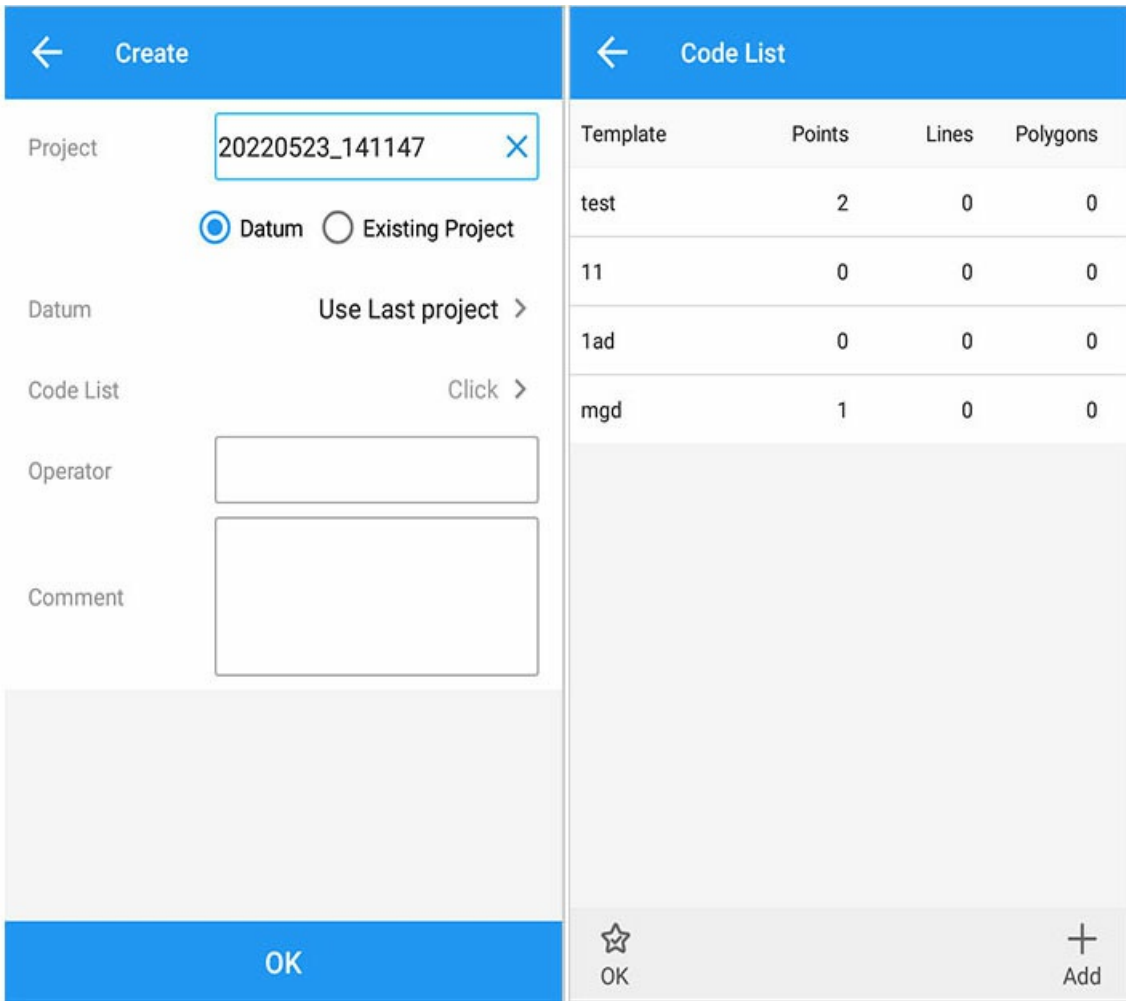 Create
Project 20220523_141147
Datum Existing Project
Datum Use Last project
Code List Click
Operator
Comment
OK
Code List
Template Points Lines Polygons
test 2 0 0
11 0 0 0
1ad 0 0 0
mgd 1 0 0
OK Add